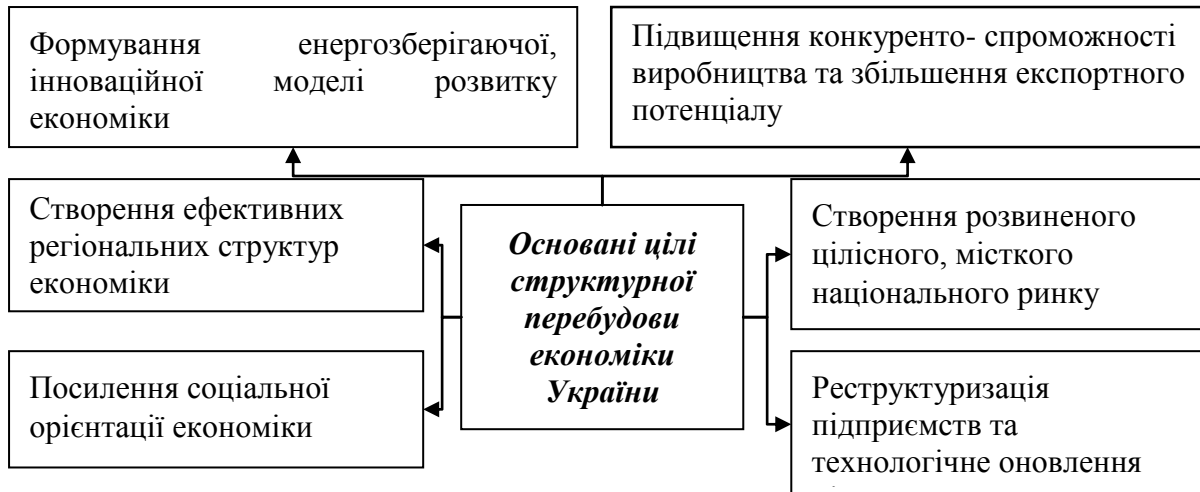 Формування енергозберігаючої,
інноваційної моделі розвитку
економіки
Підвищення конкуренто- спроможності
виробництва та збільшення експортного
потенціалу
Створення ефективних
регіональних структур
економіки
Основані цілі
структурної
перебудови
економіки
України
Створення розвиненого
цілісного, місткого
національного ринку
Посилення соціальної
орієнтації економіки
Реструктуризація
підприємств та
технологічне оновлення